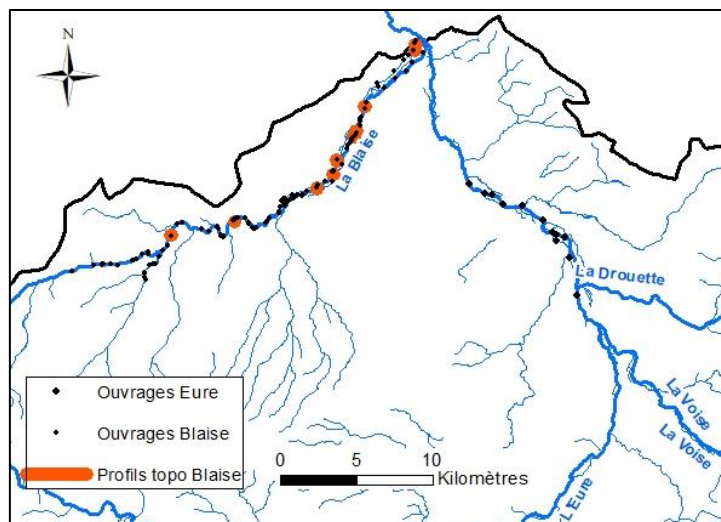 N
La Blaise
La Drouette
La Voise
La Voise
L'Eure
Ouvrages Eure
Ouvrages Blaise
Profils topo Blaise
0 5 10
Kilomètres